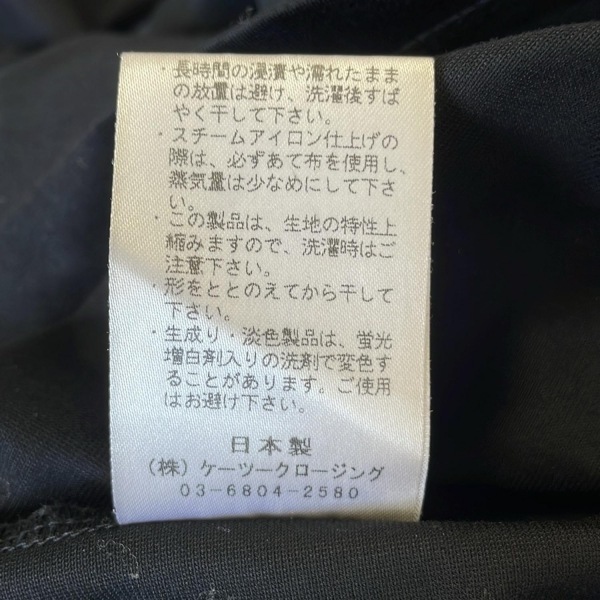 ・長時間の浸漬や濡れたまま
の放置は避け、洗濯後すば
やく干して下さい。
・スチームアイロン仕上げの
際は、必ずあて布を使用し、
蒸気量は少なめにして下さ
い。
・この製品は、生地の特性上
縮みますので、洗濯時はご
注意下さい。
・形をととのえてから干して
下さい。
・生成り・淡色製品は、蛍光
増白剤入りの洗剤で変色す
ることがあります。ご使用
はお避け下さい。
日本製
(株)ケーツークロージング
03-6804-2580